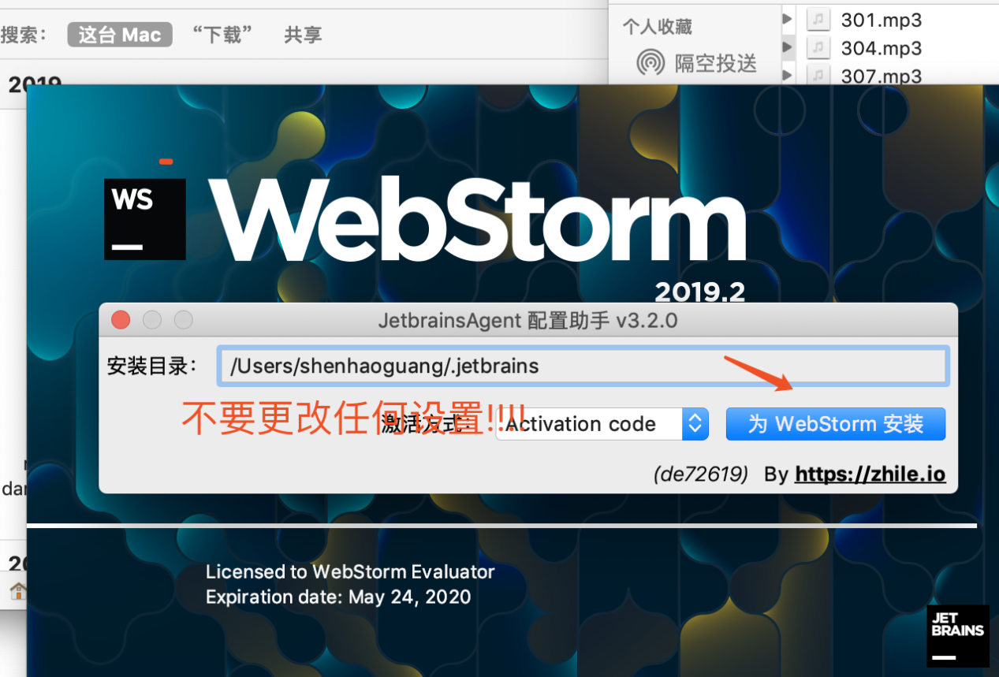 搜索： 这台 Mac “下载” 共享
个人收藏
隔空投送
301.mp3
304.mp3
307.mp3
2019
WS
WebStorm
2019.2
JetbrainsAgent 配置助手 v3.2.0
安装目录： /Users/shenhaoguang/.jetbrains
不要更改任何设置!!!!
激活方式： Activation code 为 WebStorm 安装
(de72619) By https://zhile.io
Licensed to WebStorm Evaluator
Expiration date: May 24, 2020
JET
BRAINS